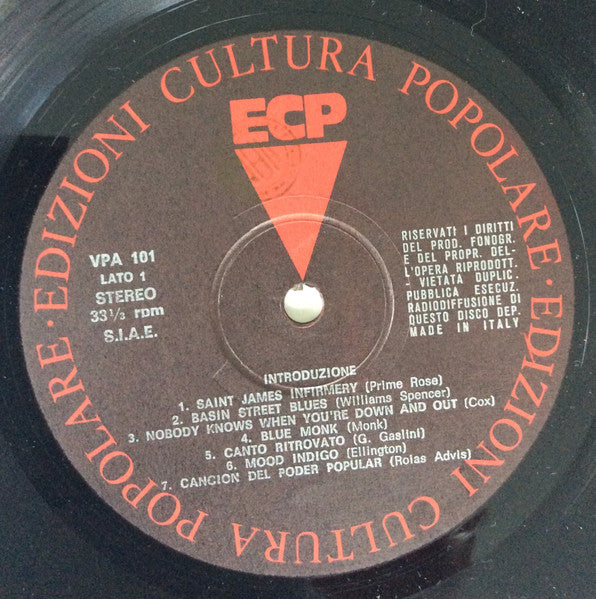 EDIZIONI CULTURA POPOLARE · EDIZIONI CULTURA POPOLARE ·
ECP
VPA 101
LATO 1
STEREO
33⅓ rpm
S.I.A.E.
RISERVATI I DIRITTI
DEL PROD. FONOGR.
E DEL PROPR. DEL-
L'OPERA RIPRODOTT.
- VIETATA DUPLIC.
PUBBLICA ESECUZ.
RADIODIFFUSIONE DI
QUESTO DISCO DEP.
MADE IN ITALY
INTRODUZIONE
1. SAINT JAMES INFIRMERY (Prime Rose)
2. BASIN STREET BLUES (Williams Spencer)
3. NOBODY KNOWS WHEN YOU'RE DOWN AND OUT (Cox)
4. BLUE MONK (Monk)
5. CANTO RITROVATO (G. Gaslini)
6. MOOD INDIGO (Ellington)
7. CANCION DEL PODER POPULAR (Roias Advis)